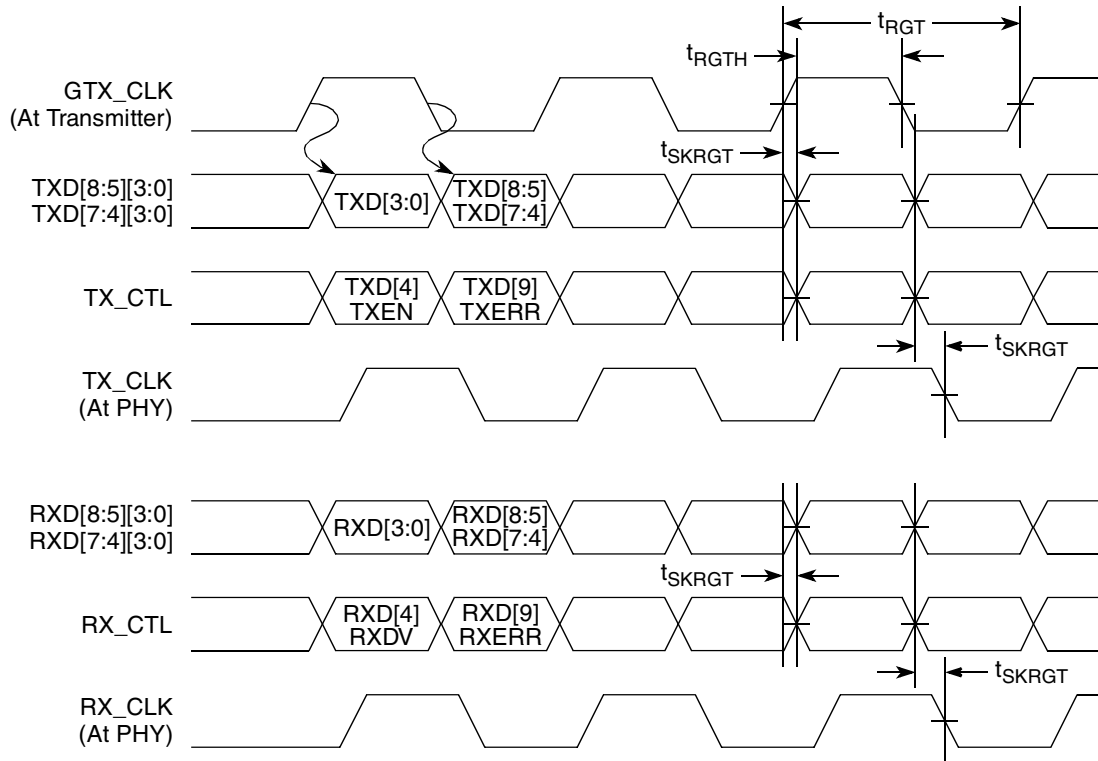 tRGT
tRGTH
GTX_CLK
(At Transmitter)
tSKRGT
TXD[8:5][3:0]
TXD[7:4][3:0]
TXD[3:0]
TXD[8:5]
TXD[7:4]
TX_CTL
TXD[4]
TXEN
TXD[9]
TXERR
tSKRGT
TX_CLK
(At PHY)
RXD[8:5][3:0]
RXD[7:4][3:0]
RXD[3:0]
RXD[8:5]
RXD[7:4]
tSKRGT
RX_CTL
RXD[4]
RXDV
RXD[9]
RXERR
tSKRGT
RX_CLK
(At PHY)